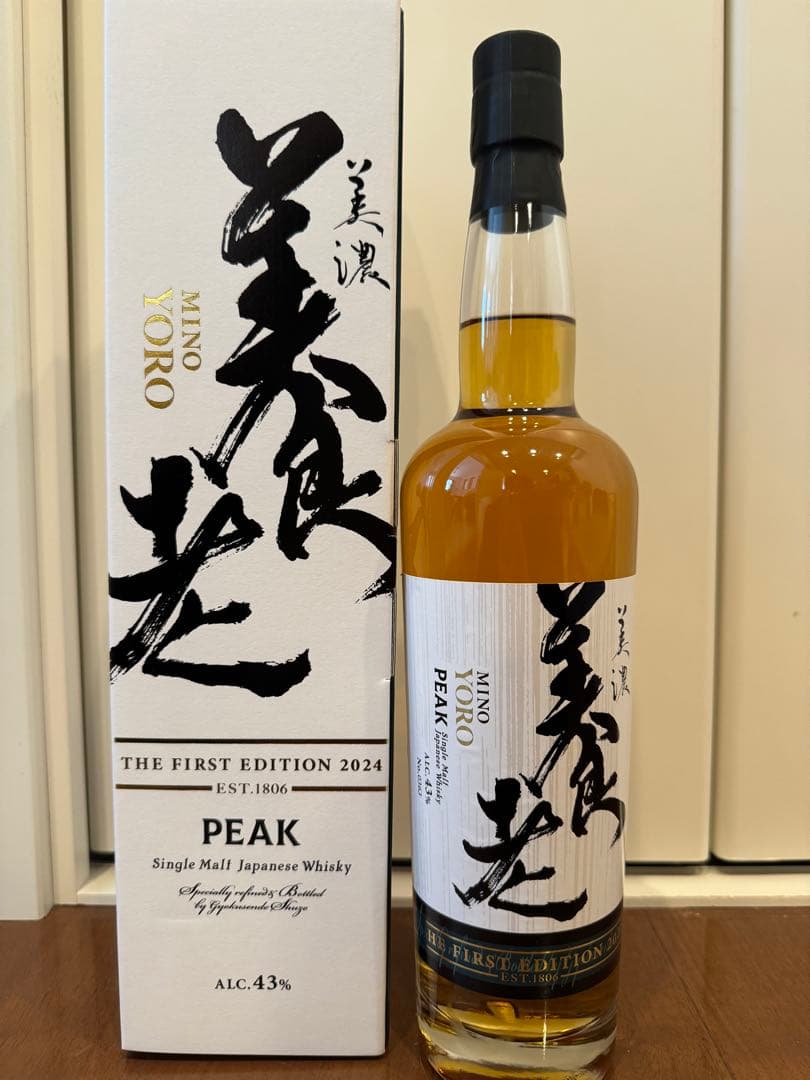 美濃
養老
MINO
YORO
THE FIRST EDITION 2024
EST.1806
PEAK
Single Malt Japanese Whisky
Specially refined & Bottled
by Gyokusendo Shuzo
ALC.43%
美濃
養老
MINO
YORO
PEAK
Single Malt
Japanese Whisky
ALC.43%
THE FIRST EDITION
EST.1806